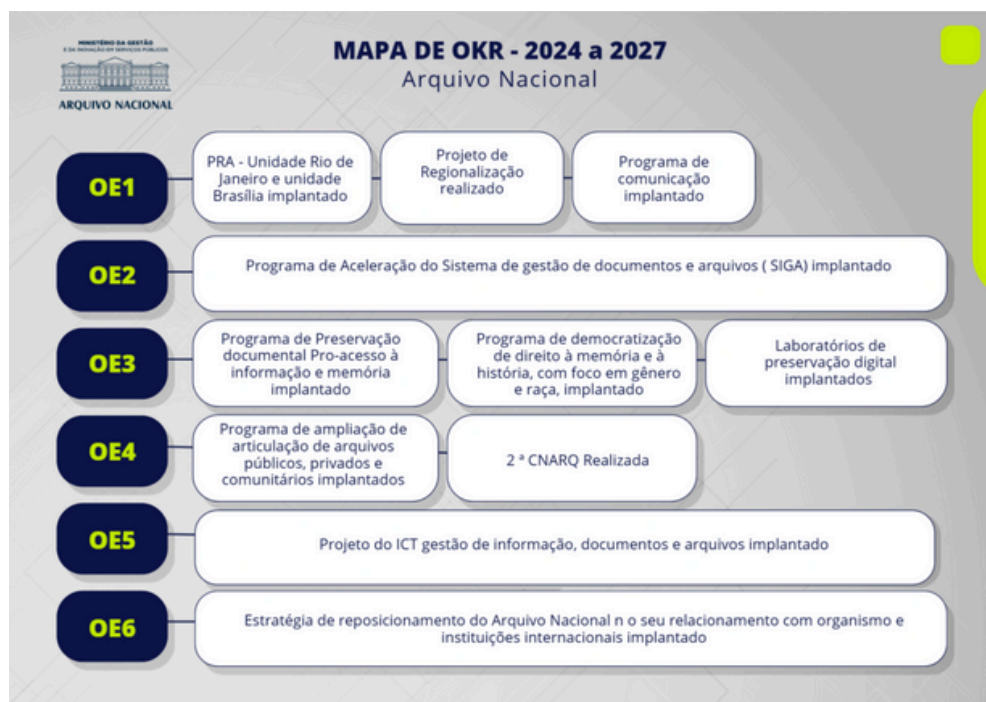 MINISTÉRIO DA GESTÃO
E DA INOVAÇÃO EM SERVIÇOS PÚBLICOS
ARQUIVO NACIONAL
MAPA DE OKR - 2024 a 2027
Arquivo Nacional
OE1
PRA - Unidade Rio de
Janeiro e unidade
Brasília implantado
Projeto de
Regionalização
realizado
Programa de
comunicação
implantado
OE2
Programa de Aceleração do Sistema de gestão de documentos e arquivos ( SIGA) implantado
OE3
Programa de Preservação
documental Pro-acesso à
informação e memória
implantado
Programa de democratização
de direito à memória e à
história, com foco em gênero
e raça, implantado
Laboratórios de
preservação digital
implantados
OE4
Programa de ampliação de
articulação de arquivos
públicos, privados e
comunitários implantados
2 ª CNARQ Realizada
OE5
Projeto do ICT gestão de informação, documentos e arquivos implantado
OE6
Estratégia de reposicionamento do Arquivo Nacional n o seu relacionamento com organismo e
instituições internacionais implantado